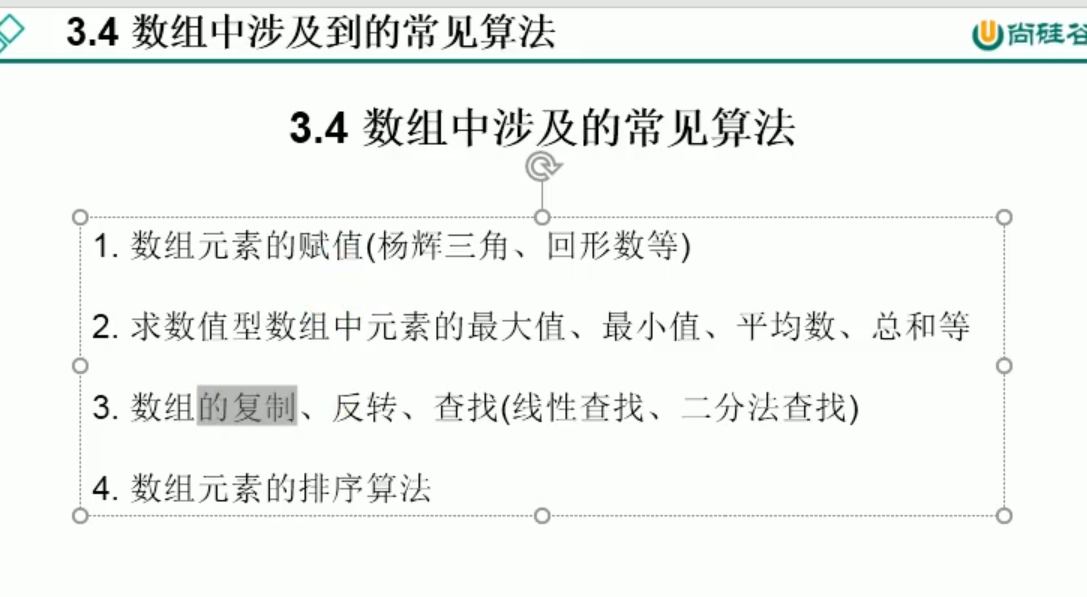 3.4 数组中涉及到的常见算法
尚硅谷
3.4 数组中涉及的常见算法
1. 数组元素的赋值(杨辉三角、回形数等)
2. 求数值型数组中元素的最大值、最小值、平均数、总和等
3. 数组的复制、反转、查找(线性查找、二分法查找)
4. 数组元素的排序算法